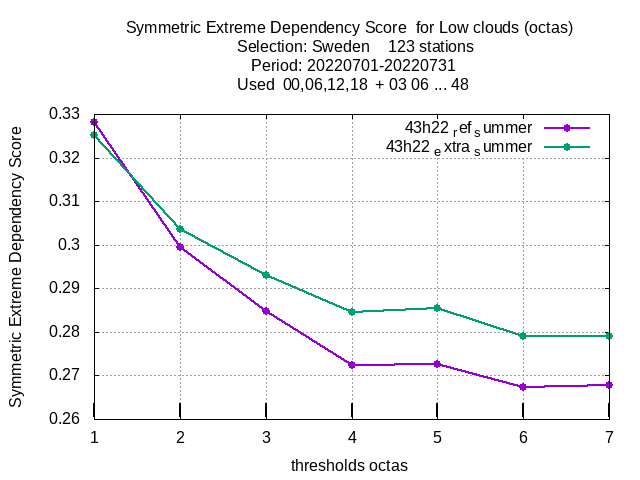 Symmetric Extreme Dependency Score  for Low clouds (octas)
Selection: Sweden    123 stations
Period: 20220701-20220731
Used  00,06,12,18  + 03 06 ... 48
43h22 ref summer
43h22 extra summer
Symmetric Extreme Dependency Score
0.33
0.32
0.31
0.3
0.29
0.28
0.27
0.26
1 2 3 4 5 6 7
thresholds octas